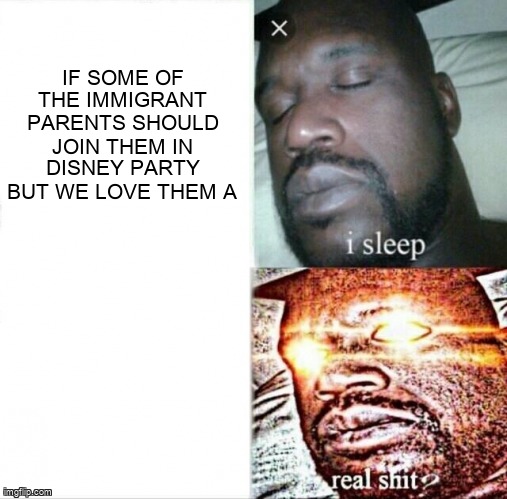 IF SOME OF
THE IMMIGRANT
PARENTS SHOULD
JOIN THEM IN
DISNEY PARTY
BUT WE LOVE THEM A
i sleep
real shit?
imgflip.com